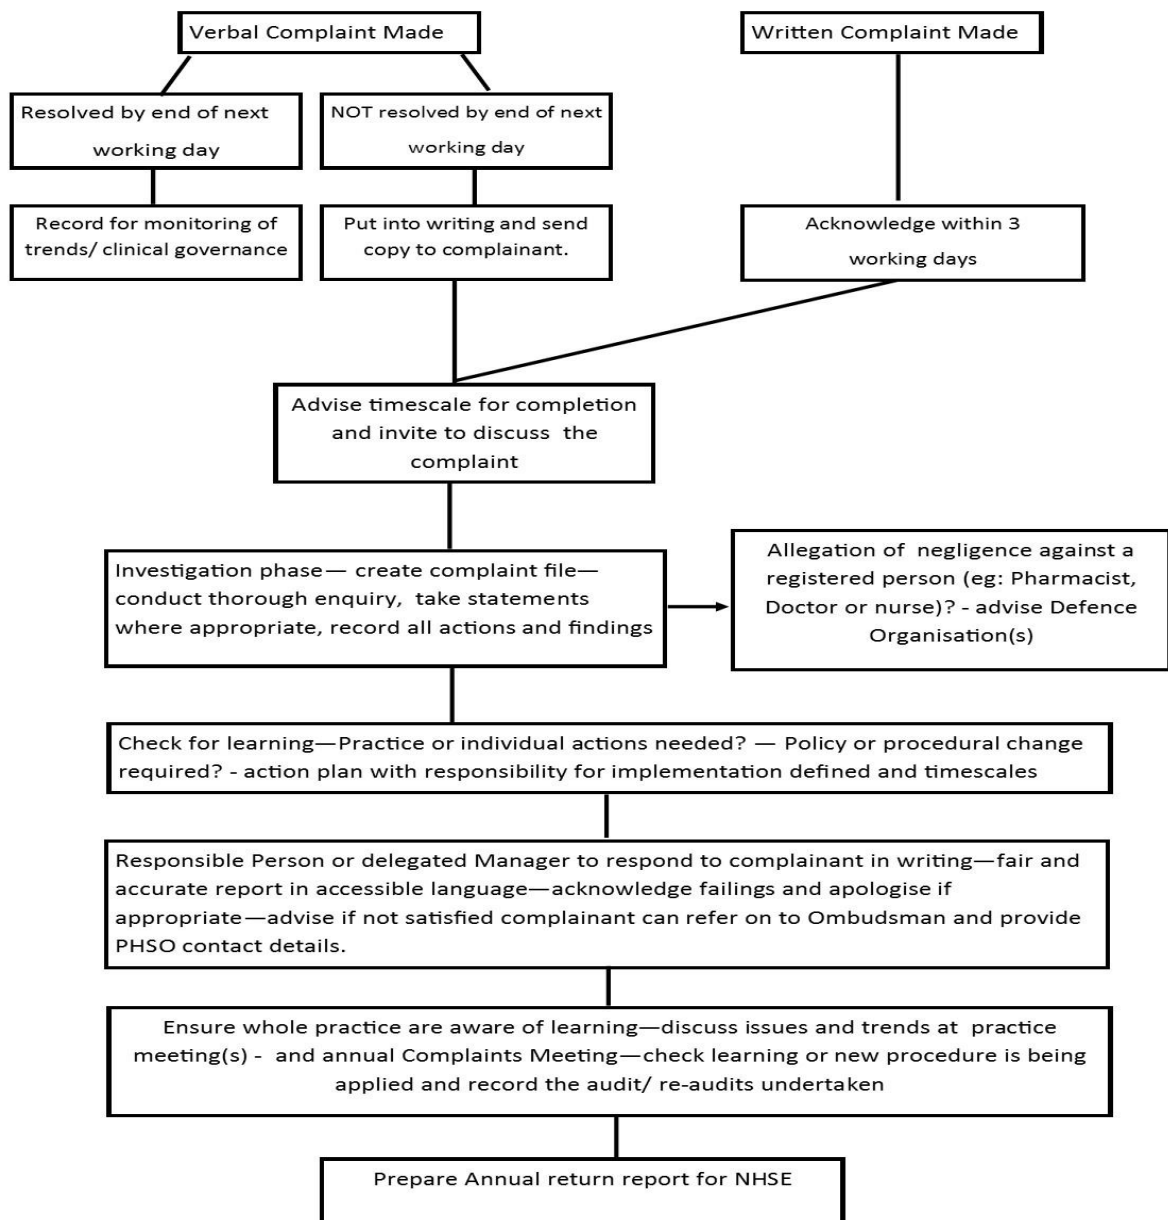 Verbal Complaint Made
Written Complaint Made
Resolved by end of next
working day
NOT resolved by end of next
working day
Record for monitoring of
trends/ clinical governance
Put into writing and send
copy to complainant.
Acknowledge within 3
working days
Advise timescale for completion
and invite to discuss the
complaint
Investigation phase— create complaint file—
conduct thorough enquiry, take statements
where appropriate, record all actions and findings
Allegation of negligence against a
registered person (eg: Pharmacist,
Doctor or nurse)? - advise Defence
Organisation(s)
Check for learning—Practice or individual actions needed? — Policy or procedural change
required? - action plan with responsibility for implementation defined and timescales
Responsible Person or delegated Manager to respond to complainant in writing—fair and
accurate report in accessible language—acknowledge failings and apologise if
appropriate—advise if not satisfied complainant can refer on to Ombudsman and provide
PHSO contact details.
Ensure whole practice are aware of learning—discuss issues and trends at practice
meeting(s) - and annual Complaints Meeting—check learning or new procedure is being
applied and record the audit/ re-audits undertaken
Prepare Annual return report for NHSE